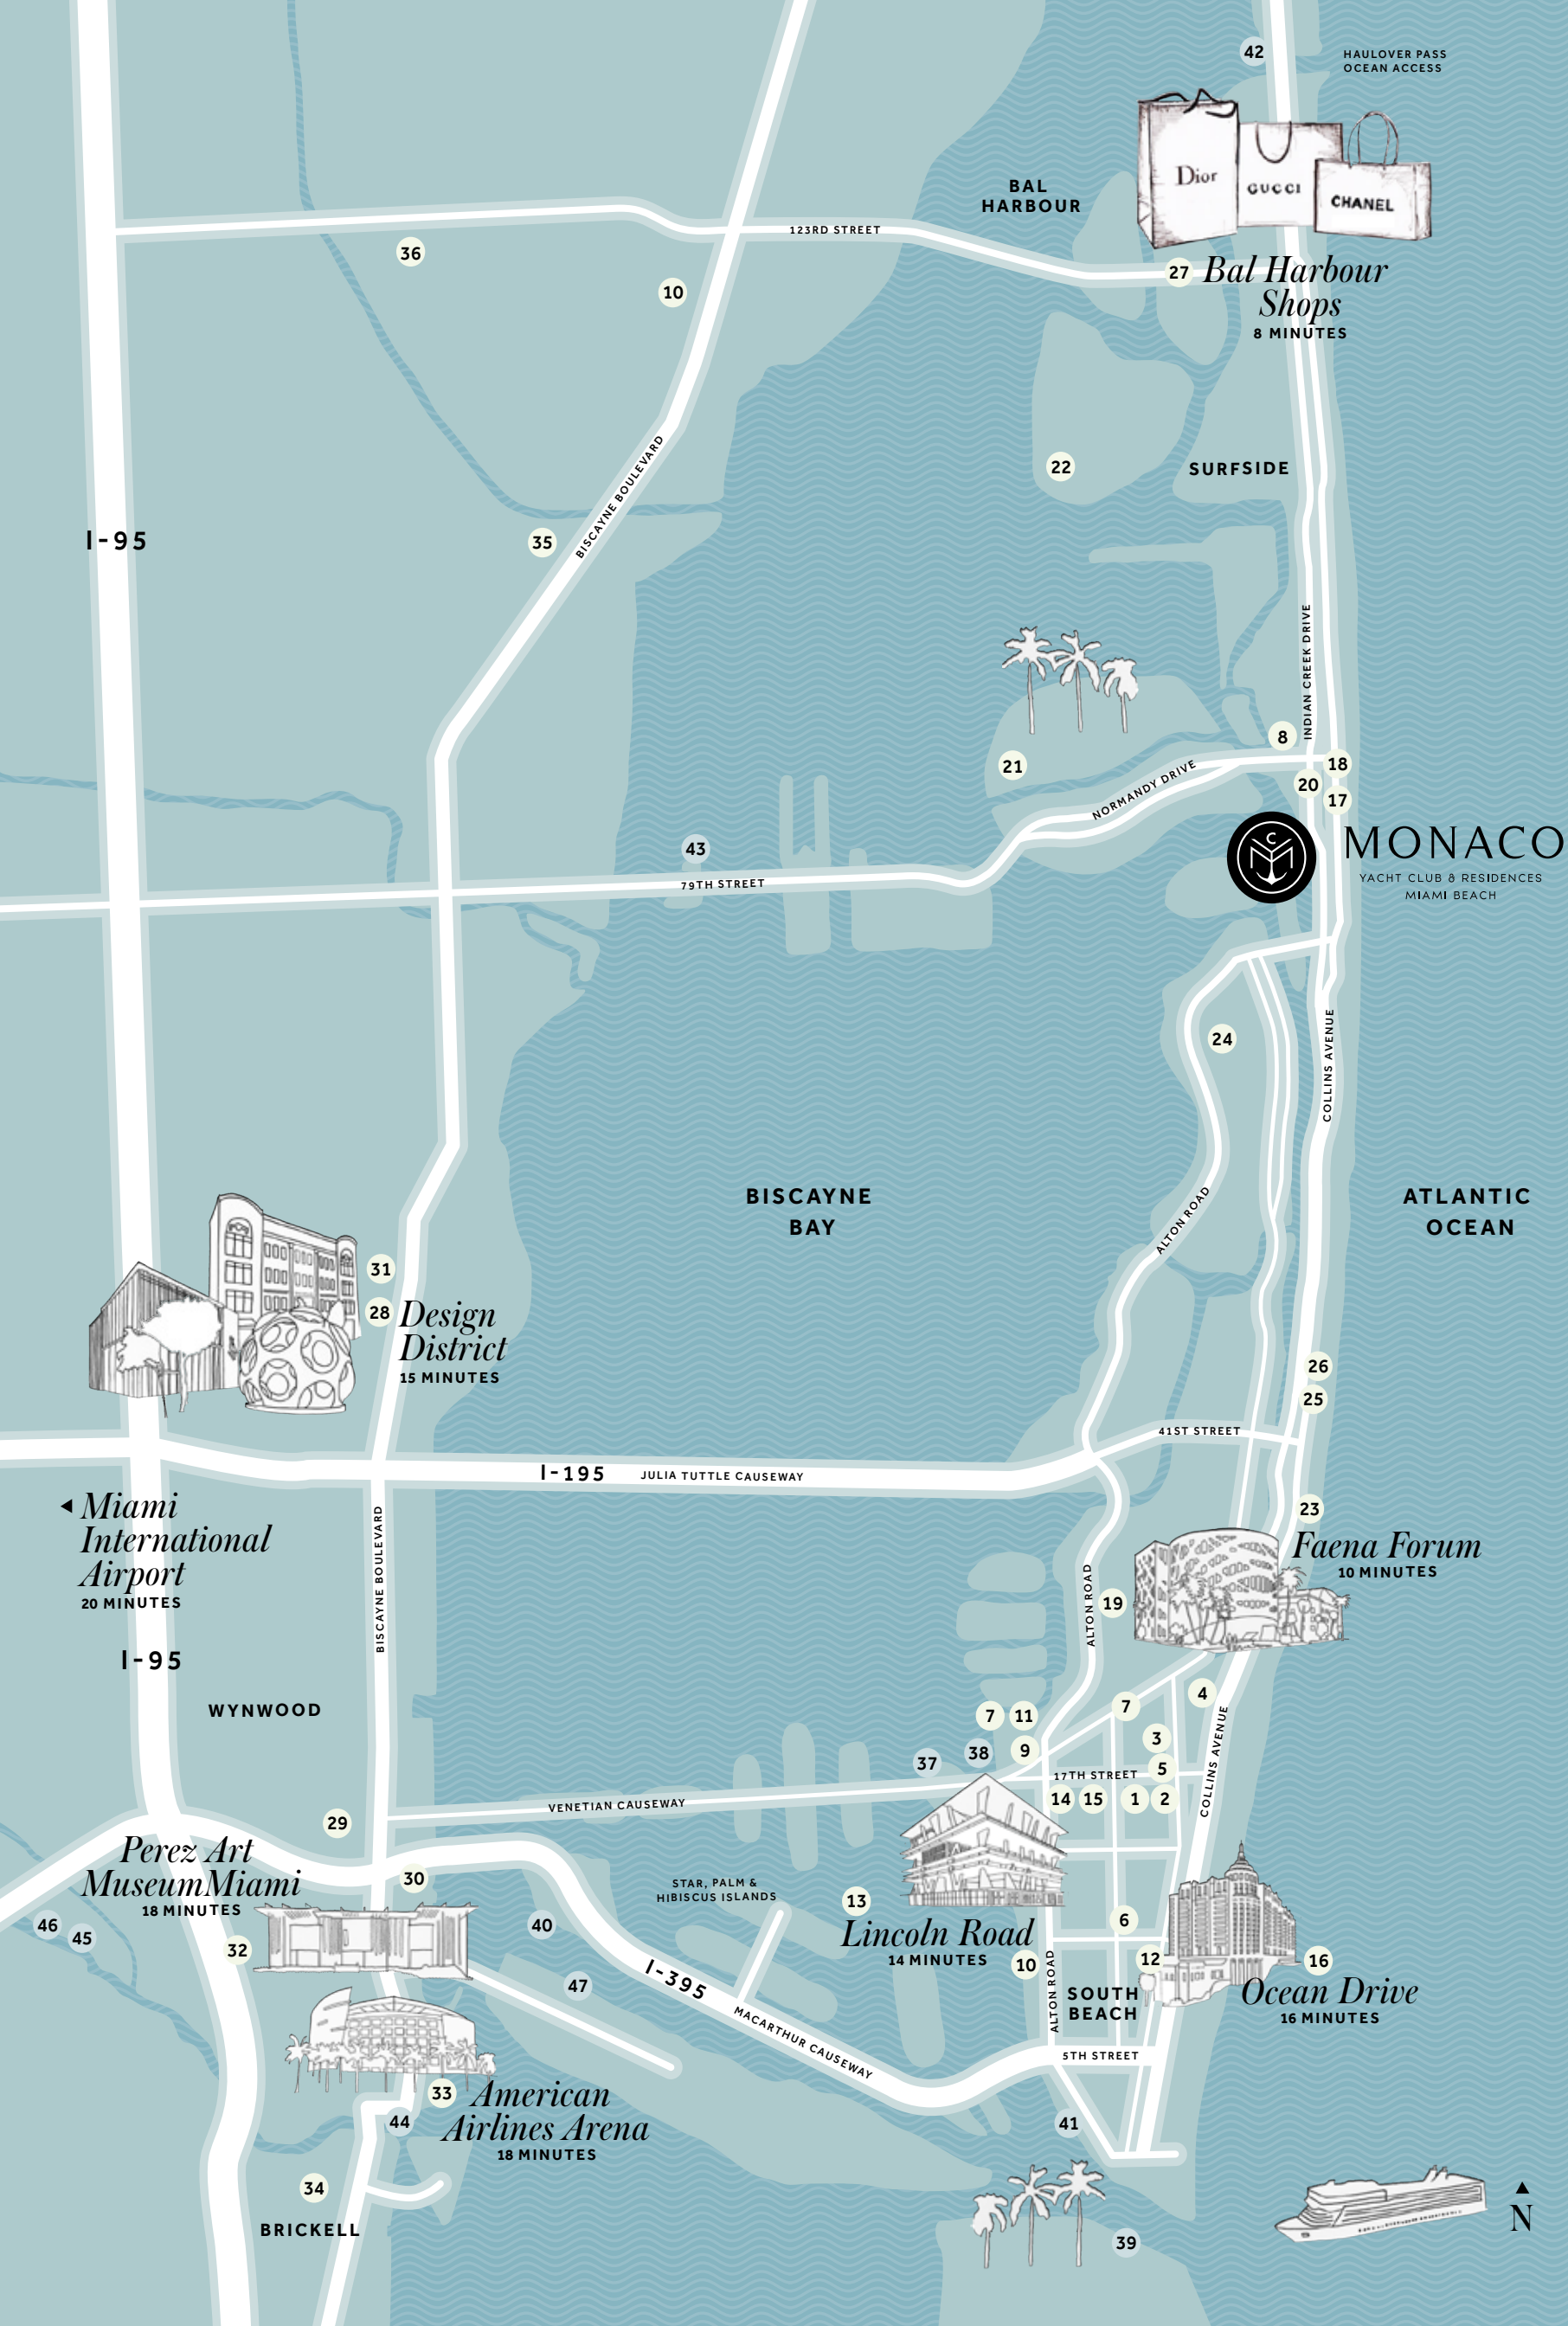 42
HAULOVER PASS
OCEAN ACCESS
Dior
GUCCI
CHANEL
BAL
HARBOUR
123RD STREET
36
10
27
Bal Harbour
Shops
8 MINUTES
22
SURFSIDE
BISCAYNE BOULEVARD
I-95
35
INDIAN CREEK DRIVE
8
21
18
NORMANDY DRIVE
20
17
C
M
MONACO
YACHT CLUB & RESIDENCES
MIAMI BEACH
43
79TH STREET
24
COLLINS AVENUE
BISCAYNE
BAY
ATLANTIC
OCEAN
ALTON ROAD
31
28
Design
District
15 MINUTES
26
25
41ST STREET
I-195
JULIA TUTTLE CAUSEWAY
Miami
International
Airport
20 MINUTES
BISCAYNE BOULEVARD
23
Faena Forum
10 MINUTES
ALTON ROAD
19
I-95
WYNWOOD
4
7
7
11
3
9
38
37
5
17TH STREET
COLLINS AVENUE
14
15
1
2
VENETIAN CAUSEWAY
29
Perez Art
MuseumMiami
18 MINUTES
30
STAR, PALM &
HIBISCUS ISLANDS
13
Lincoln Road
14 MINUTES
6
46
45
32
40
10
12
16
47
I-395
ALTON ROAD
SOUTH
BEACH
Ocean Drive
16 MINUTES
MACARTHUR CAUSEWAY
5TH STREET
33
American
Airlines Arena
18 MINUTES
44
41
34
BRICKELL
39
N